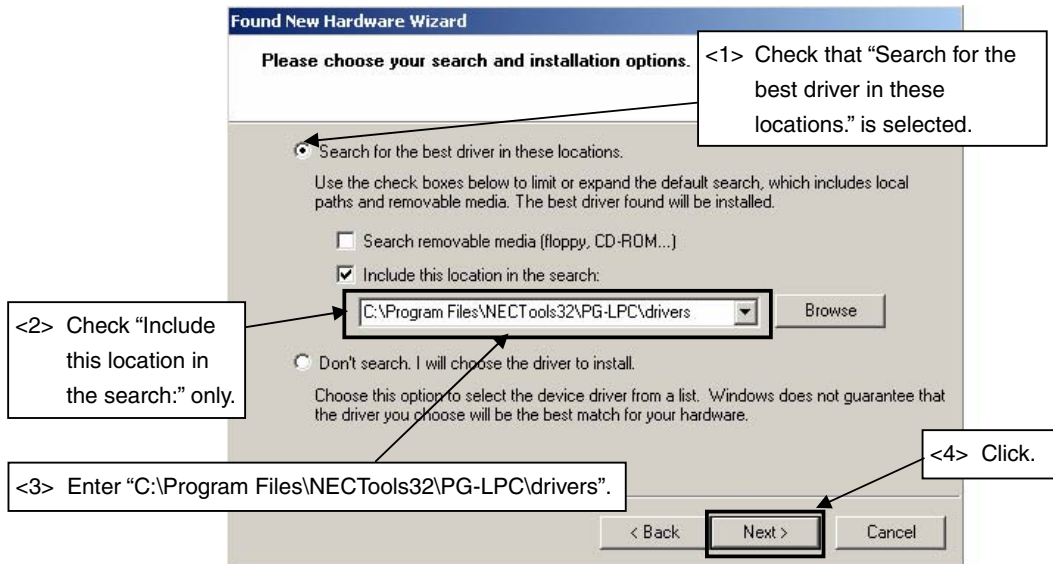 Found New Hardware Wizard
Please choose your search and installation options.
<1> Check that “Search for the
best driver in these
locations.” is selected.
Search for the best driver in these locations.
Use the check boxes below to limit or expand the default search, which includes local
paths and removable media. The best driver found will be installed.
Search removable media (floppy, CD-ROM...)
Include this location in the search:
<2> Check “Include
this location in
the search:” only.
C:\Program Files\NECTools32\PG-LPC\drivers
Browse
Don't search. I will choose the driver to install.
Choose this option to select the device driver from a list. Windows does not guarantee that
the driver you choose will be the best match for your hardware.
<3> Enter “C:\Program Files\NECTools32\PG-LPC\drivers”.
<4> Click.
< Back
Next >
Cancel